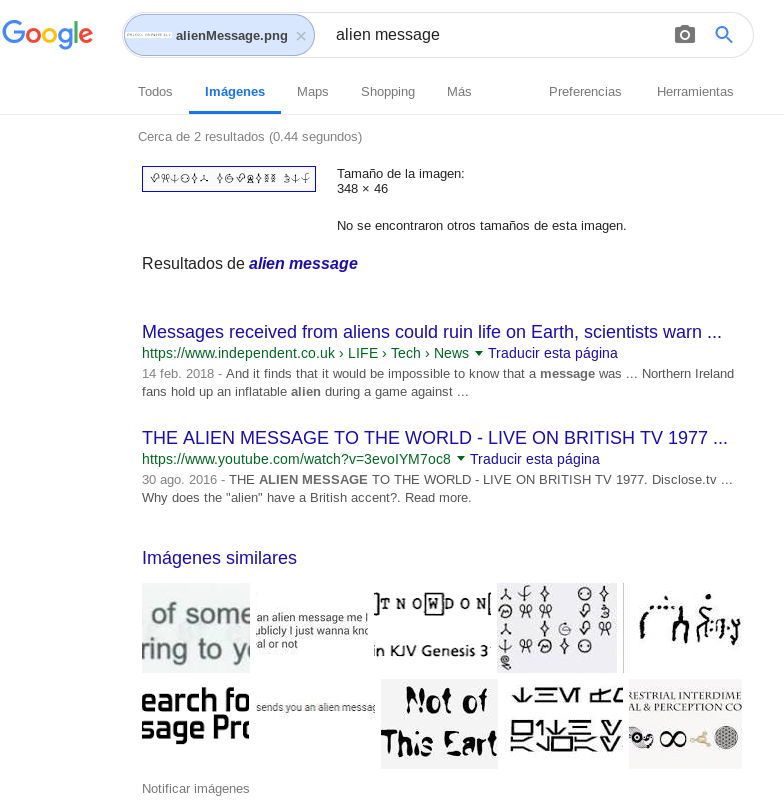 Google
alienMessage.png × alien message
Todos Imágenes Maps Shopping Más Preferencias Herramientas
Cerca de 2 resultados (0.44 segundos)
Tamaño de la imagen:
348 × 46
No se encontraron otros tamaños de esta imagen.
Resultados de alien message
Messages received from aliens could ruin life on Earth, scientists warn ...
https://www.independent.co.uk › LIFE › Tech › News Traducir esta página
14 feb. 2018 - And it finds that it would be impossible to know that a message was ... Northern Ireland
fans hold up an inflatable alien during a game against ...
THE ALIEN MESSAGE TO THE WORLD - LIVE ON BRITISH TV 1977 ...
https://www.youtube.com/watch?v=3evoIYM7oc8 Traducir esta página
30 ago. 2016 - THE ALIEN MESSAGE TO THE WORLD - LIVE ON BRITISH TV 1977. Disclose.tv ...
Why does the "alien" have a British accent?. Read more.
Imágenes similares
of some
ring to
an alien message me
ublicly I just wanna
al or not
TNOWDON
in KJV Genesis 3
earch fo
sage Pro
sends you an alien
Not of
This Eart
RESTRIAL INTERDIME
AL & PERCEPTION CO
Notificar imágenes